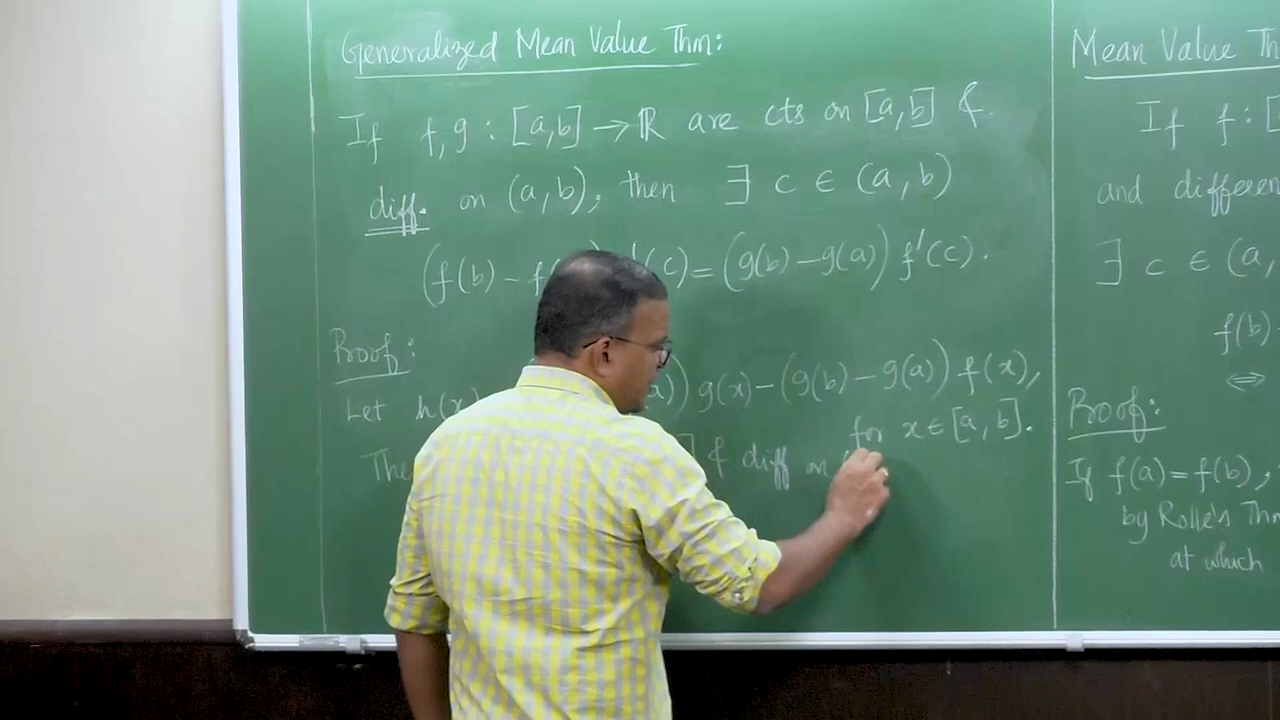 Generalized Mean Value Thm:
If f, g : [a,b] → ℝ are cts on [a,b] &
diff. on (a,b), then ∃ c ∈ (a,b)
(f(b) – f )'(c) = (g(b) – g(a)) f'(c).
Proof:
Let h(x) )) g(x) – (g(b) – g(a)) f(x),
for x ∈ [a,b].
] & diff on
Mean Value Th
If f : [
and differen
∃ c ∈ (a,
f(b)
⇔
Proof:
If f(a) = f(b),
by Rolle's Thm
at which